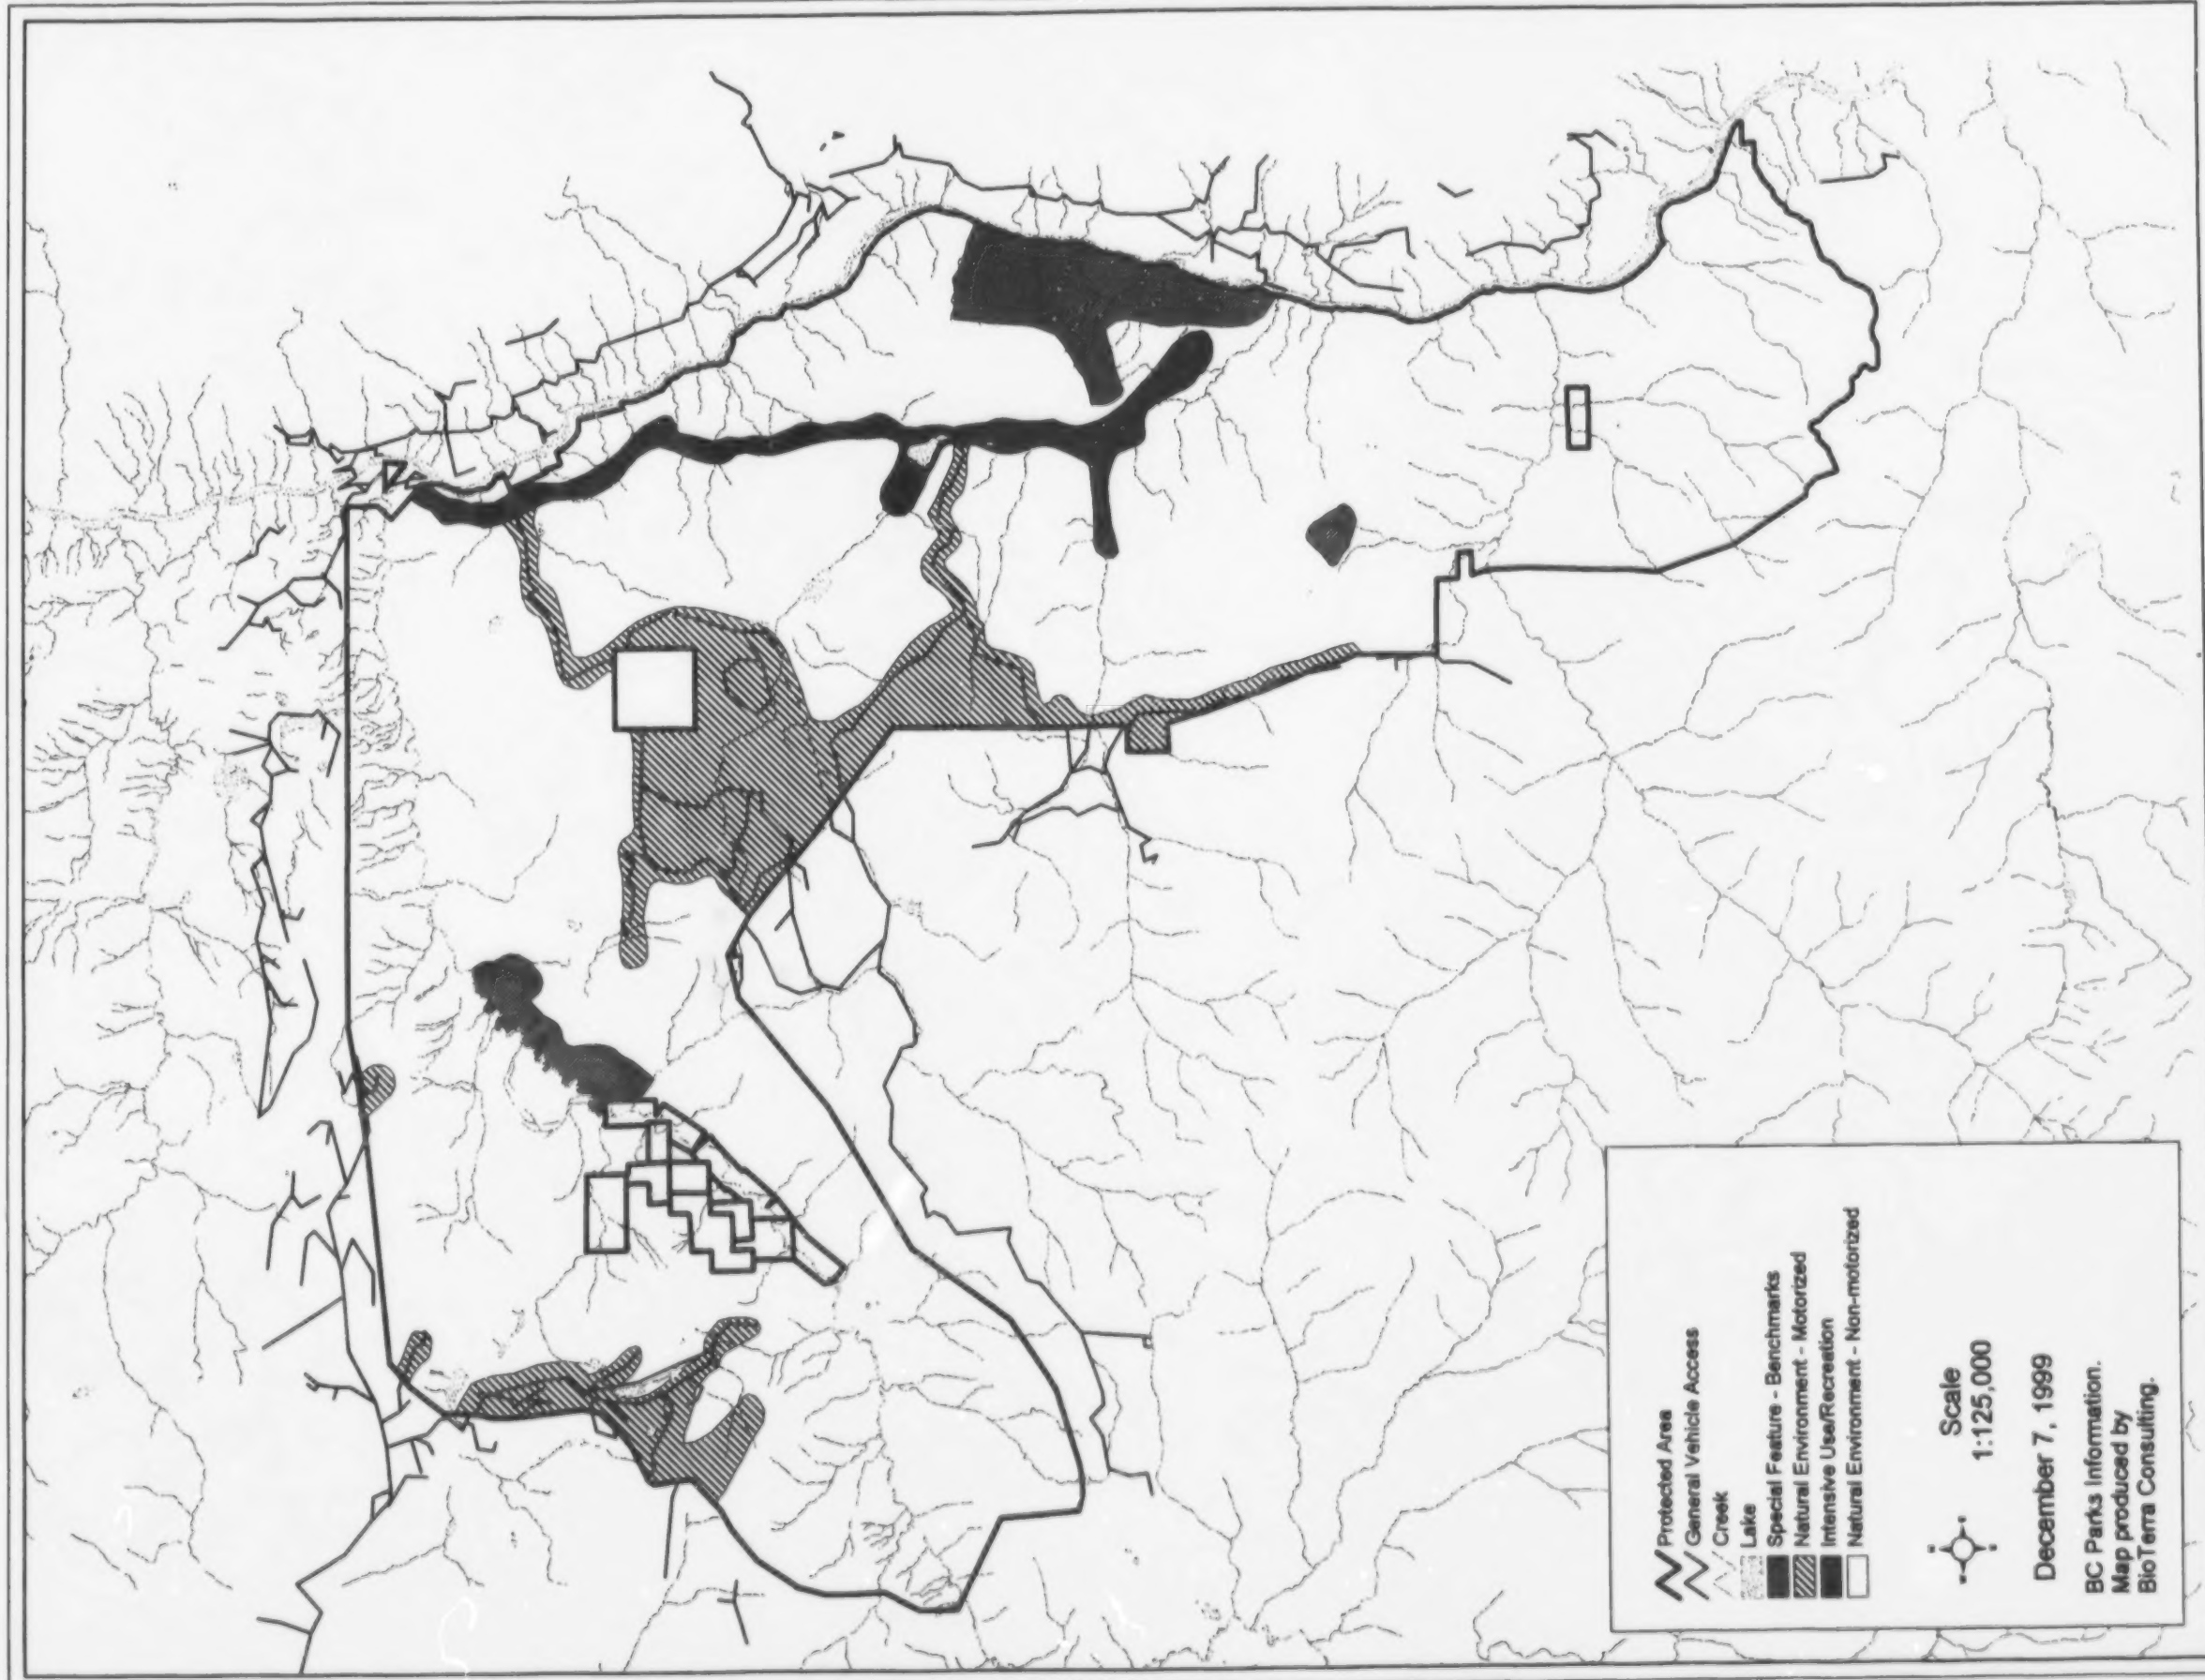 Protected Area
General Vehicle Access
Creek
Lake
Special Feature - Benchmarks
Natural Environment - Motorized
Intensive Use/Recreation
Natural Environment - Non-motorized
Scale
1:125,000
December 7, 1999
BC Parks Information.
Map produced by
BioTerra Consulting.